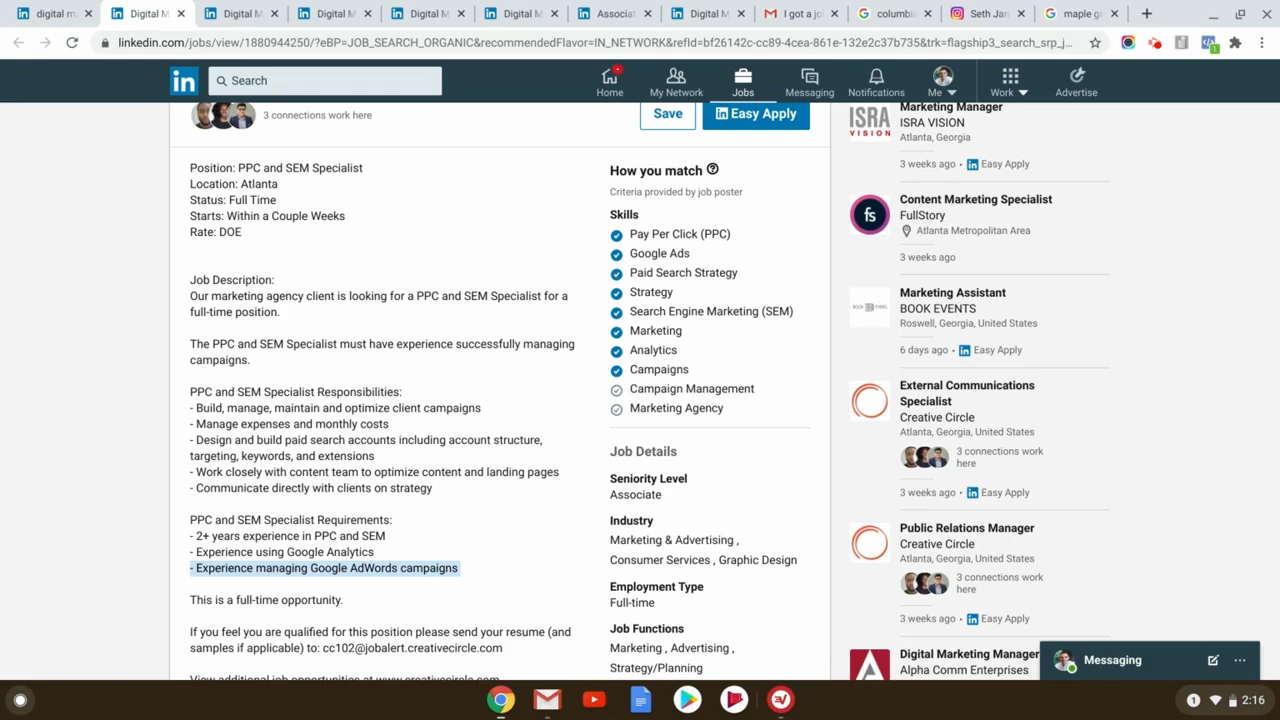 digital m
Digital M
Digital M
Digital M
Digital M
Digital M
Associat
Digital M
I got a jo
columbia
Seth Jare
maple gr
linkedin.com/jobs/view/1880944250/?eBP=JOB_SEARCH_ORGANIC&recommendedFlavor=IN_NETWORK&refId=bf26142c-cc89-4cea-861e-132e2c37b735&trk=flagship3_search_srp_j...
Search
Home
My Network
Jobs
Messaging
Notifications
Me
Work
Advertise
3 connections work here
Save
Easy Apply
Position: PPC and SEM Specialist
Location: Atlanta
Status: Full Time
Starts: Within a Couple Weeks
Rate: DOE
Job Description:
Our marketing agency client is looking for a PPC and SEM Specialist for a
full-time position.
The PPC and SEM Specialist must have experience successfully managing
campaigns.
PPC and SEM Specialist Responsibilities:
- Build, manage, maintain and optimize client campaigns
- Manage expenses and monthly costs
- Design and build paid search accounts including account structure,
targeting, keywords, and extensions
- Work closely with content team to optimize content and landing pages
- Communicate directly with clients on strategy
PPC and SEM Specialist Requirements:
- 2+ years experience in PPC and SEM
- Experience using Google Analytics
- Experience managing Google AdWords campaigns
This is a full-time opportunity.
If you feel you are qualified for this position please send your resume (and
samples if applicable) to: cc102@jobalert.creativecircle.com
View additional job opportunities at www.creativecircle.com
How you match
Criteria provided by job poster
Skills
Pay Per Click (PPC)
Google Ads
Paid Search Strategy
Strategy
Search Engine Marketing (SEM)
Marketing
Analytics
Campaigns
Campaign Management
Marketing Agency
Job Details
Seniority Level
Associate
Industry
Marketing & Advertising ,
Consumer Services , Graphic Design
Employment Type
Full-time
Job Functions
Marketing , Advertising ,
Strategy/Planning
ISRA
VISION
Marketing Manager
ISRA VISION
Atlanta, Georgia
3 weeks ago • Easy Apply
fs
Content Marketing Specialist
FullStory
Atlanta Metropolitan Area
3 weeks ago
BOOK EVENTS
Marketing Assistant
BOOK EVENTS
Roswell, Georgia, United States
6 days ago • Easy Apply
External Communications
Specialist
Creative Circle
Atlanta, Georgia, United States
3 connections work
here
3 weeks ago • Easy Apply
Public Relations Manager
Creative Circle
Atlanta, Georgia, United States
3 connections work
here
3 weeks ago • Easy Apply
Digital Marketing Manager
Alpha Comm Enterprises
Messaging
1
2:16